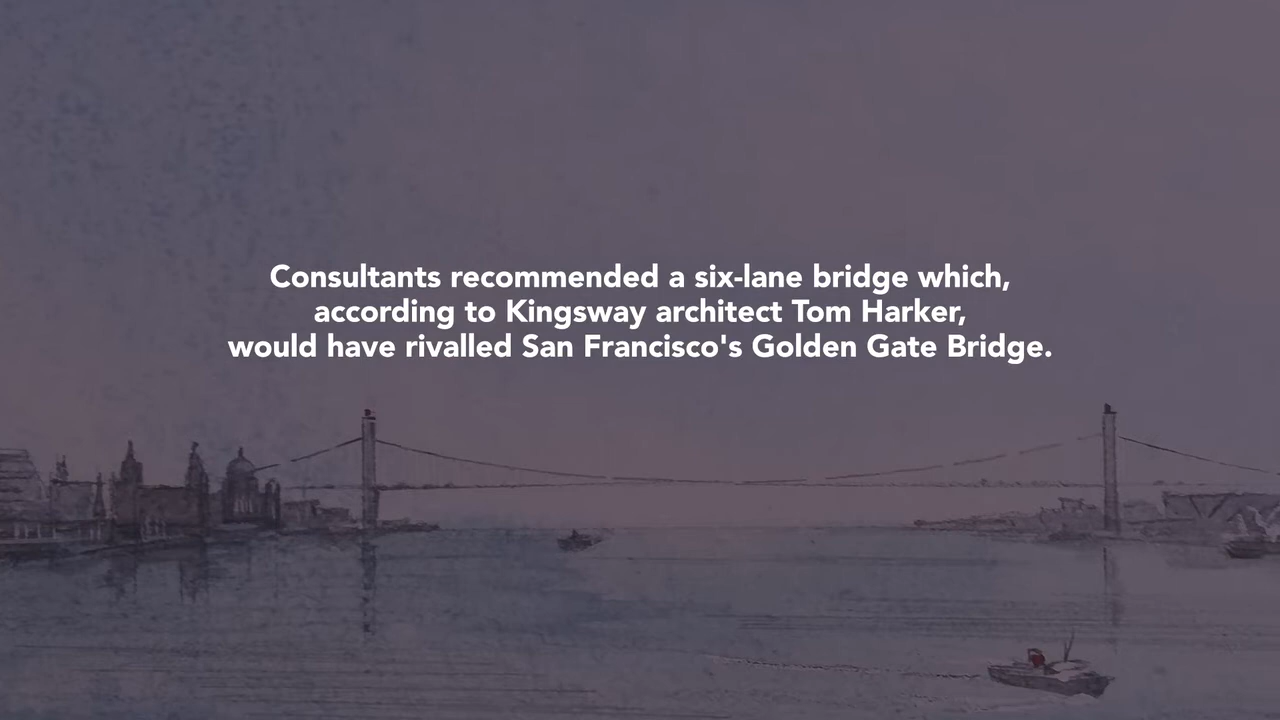 Consultants recommended a six-lane bridge which,
according to Kingsway architect Tom Harker,
would have rivalled San Francisco's Golden Gate Bridge.